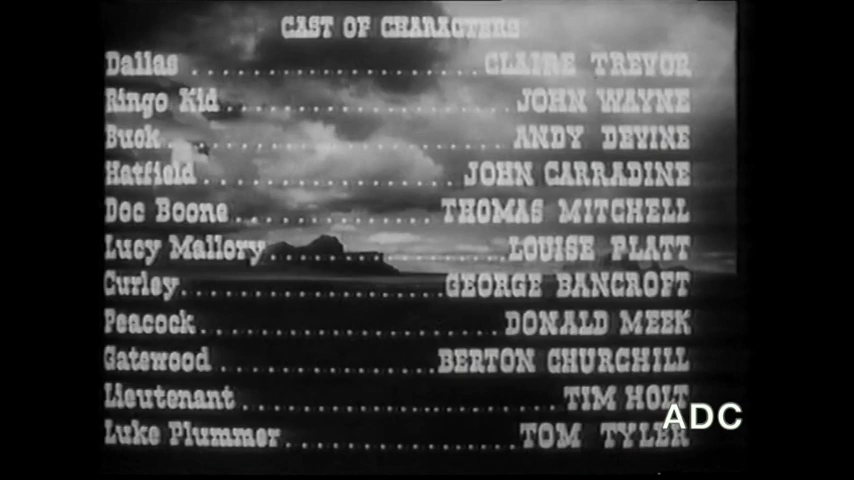 CAST OF CHARACTERS
Dallas ...................... CLAIRE TREVOR
Ringo Kid ...................... JOHN WAYNE
Buck ......................... ANDY DEVINE
Hatfield .................... JOHN CARRADINE
Doc Boone ................ THOMAS MITCHELL
Lucy Mallory .................. LOUISE PLATT
Curley .................... GEORGE BANCROFT
Peacock ...................... DONALD MEEK
Gatewood ................ BERTON CHURCHILL
Lieutenant ........................ TIM HOLT
Luke Plummer .................. TOM TYLER
ADC